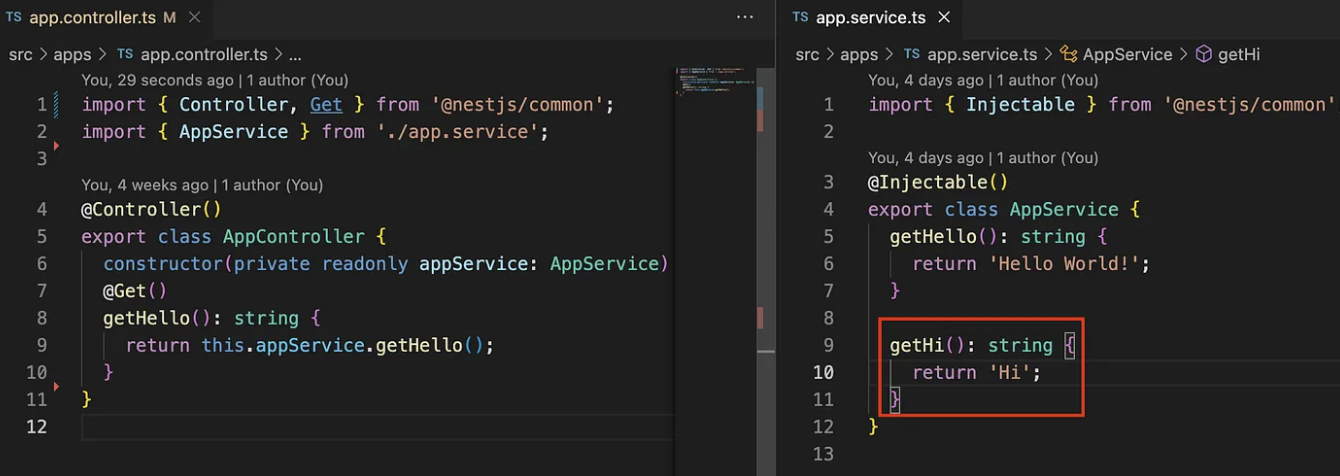 TS app.controller.ts M ×
src > apps > TS app.controller.ts > ...
You, 29 seconds ago | 1 author (You)
1 import { Controller, Get } from '@nestjs/common';
2 import { AppService } from './app.service';
3
You, 4 weeks ago | 1 author (You)
4 @Controller()
5 export class AppController {
6 constructor(private readonly appService: AppService)
7 @Get()
8 getHello(): string {
9 return this.appService.getHello();
10 }
11 }
12
TS app.service.ts ×
src > apps > TS app.service.ts > AppService > getHi
You, 4 days ago | 1 author (You)
1 import { Injectable } from '@nestjs/common'
2
You, 4 days ago | 1 author (You)
3 @Injectable()
4 export class AppService {
5 getHello(): string {
6 return 'Hello World!';
7 }
8
9 getHi(): string {
10 return 'Hi';
11 }
12 }
13